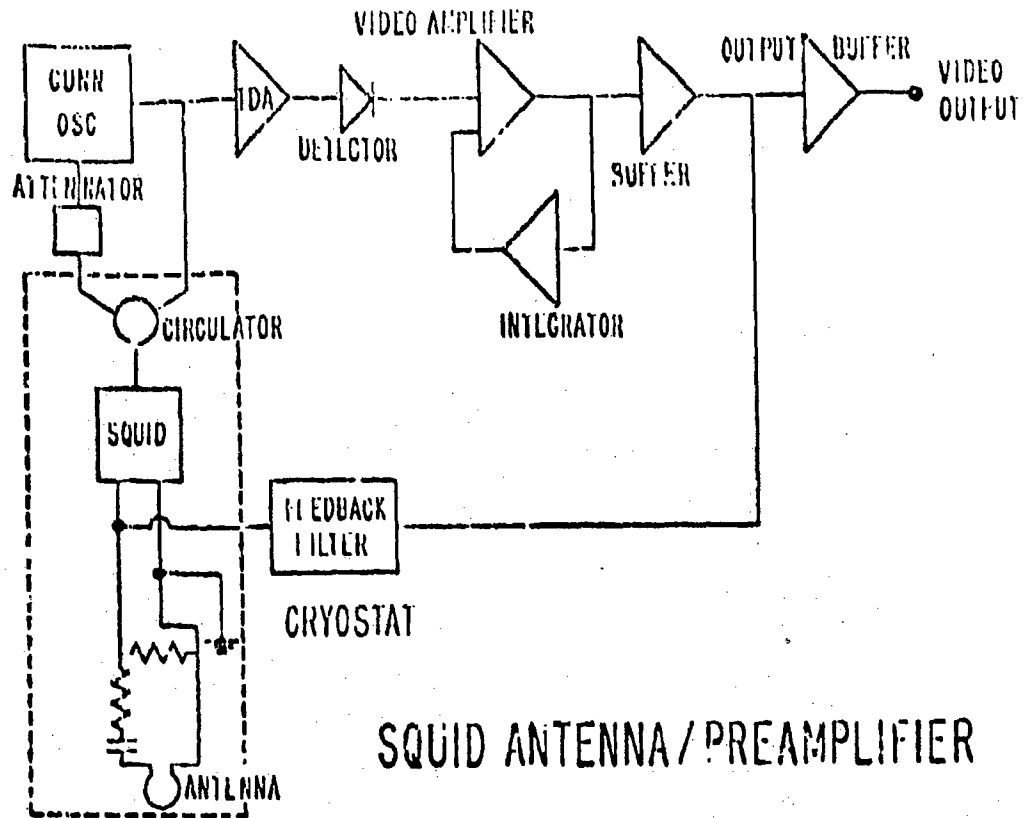 VIDEO AMPLIFIER
GUNN
OSC
TDA
DETECTOR
BUFFER
OUTPUT BUFFER
VIDEO
OUTPUT
ATTENNATOR
INTEGRATOR
CIRCULATOR
SQUID
FEEDBACK
FILTER
CRYOSTAT
SQUID ANTENNA/PREAMPLIFIER
ANTENNA